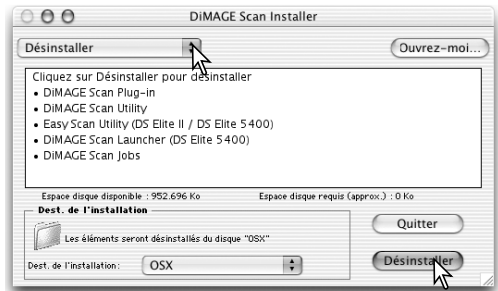 DiMAGE Scan Installer
Désinstaller
Ouvrez-moi...
Cliquez sur Désinstaller pour désinstaller
• DiMAGE Scan Plug-in
• DiMAGE Scan Utility
• Easy Scan Utility (DS Elite II / DS Elite 5400)
• DiMAGE Scan Launcher (DS Elite 5400)
• DiMAGE Scan Jobs
Espace disque disponible : 952.696 Ko Espace disque requis (approx.) : 0 Ko
Dest. de l'installation
Les éléments seront désinstallés du disque "OSX"
Dest. de l'installation: OSX
Quitter
Désinstaller